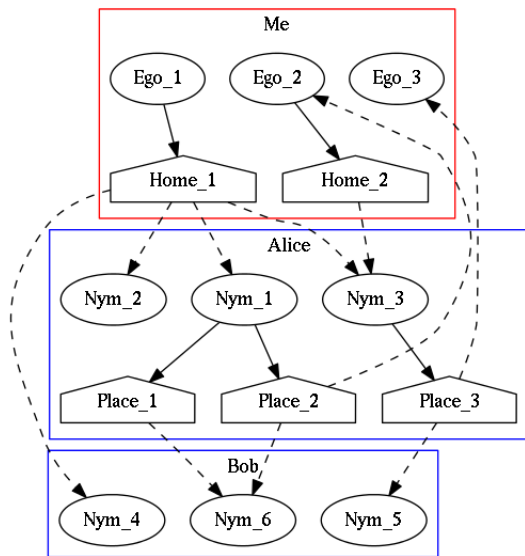 Me
Ego_1 Ego_2 Ego_3
Home_1 Home_2
Alice
Nym_2 Nym_1 Nym_3
Place_1 Place_2 Place_3
Bob
Nym_4 Nym_6 Nym_5